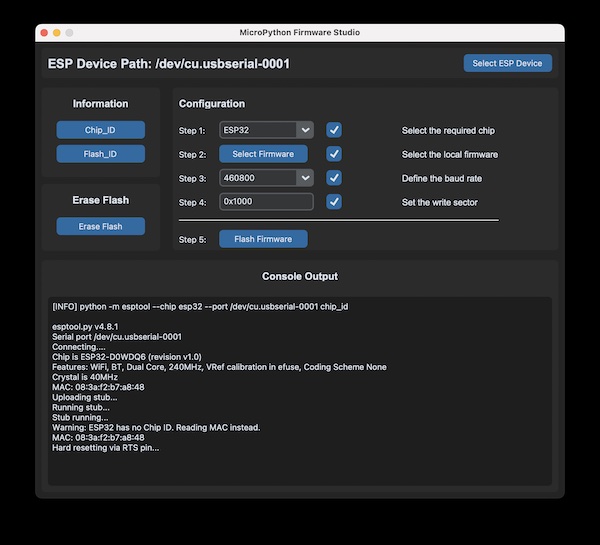 MicroPython Firmware Studio
ESP Device Path: /dev/cu.usbserial-0001
Select ESP Device
Information
Chip_ID
Flash_ID
Erase Flash
Erase Flash
Configuration
Step 1: ESP32 Select the required chip
Step 2: Select Firmware Select the local firmware
Step 3: 460800 Define the baud rate
Step 4: 0x1000 Set the write sector
Step 5: Flash Firmware
Console Output
[INFO] python -m esptool --chip esp32 --port /dev/cu.usbserial-0001 chip_id
esptool.py v4.8.1
Serial port /dev/cu.usbserial-0001
Connecting....
Chip is ESP32-D0WDQ6 (revision v1.0)
Features: WiFi, BT, Dual Core, 240MHz, VRef calibration in efuse, Coding Scheme None
Crystal is 40MHz
MAC: 08:3a:f2:b7:a8:48
Uploading stub...
Running stub...
Stub running...
Warning: ESP32 has no Chip ID. Reading MAC instead.
MAC: 08:3a:f2:b7:a8:48
Hard resetting via RTS pin...